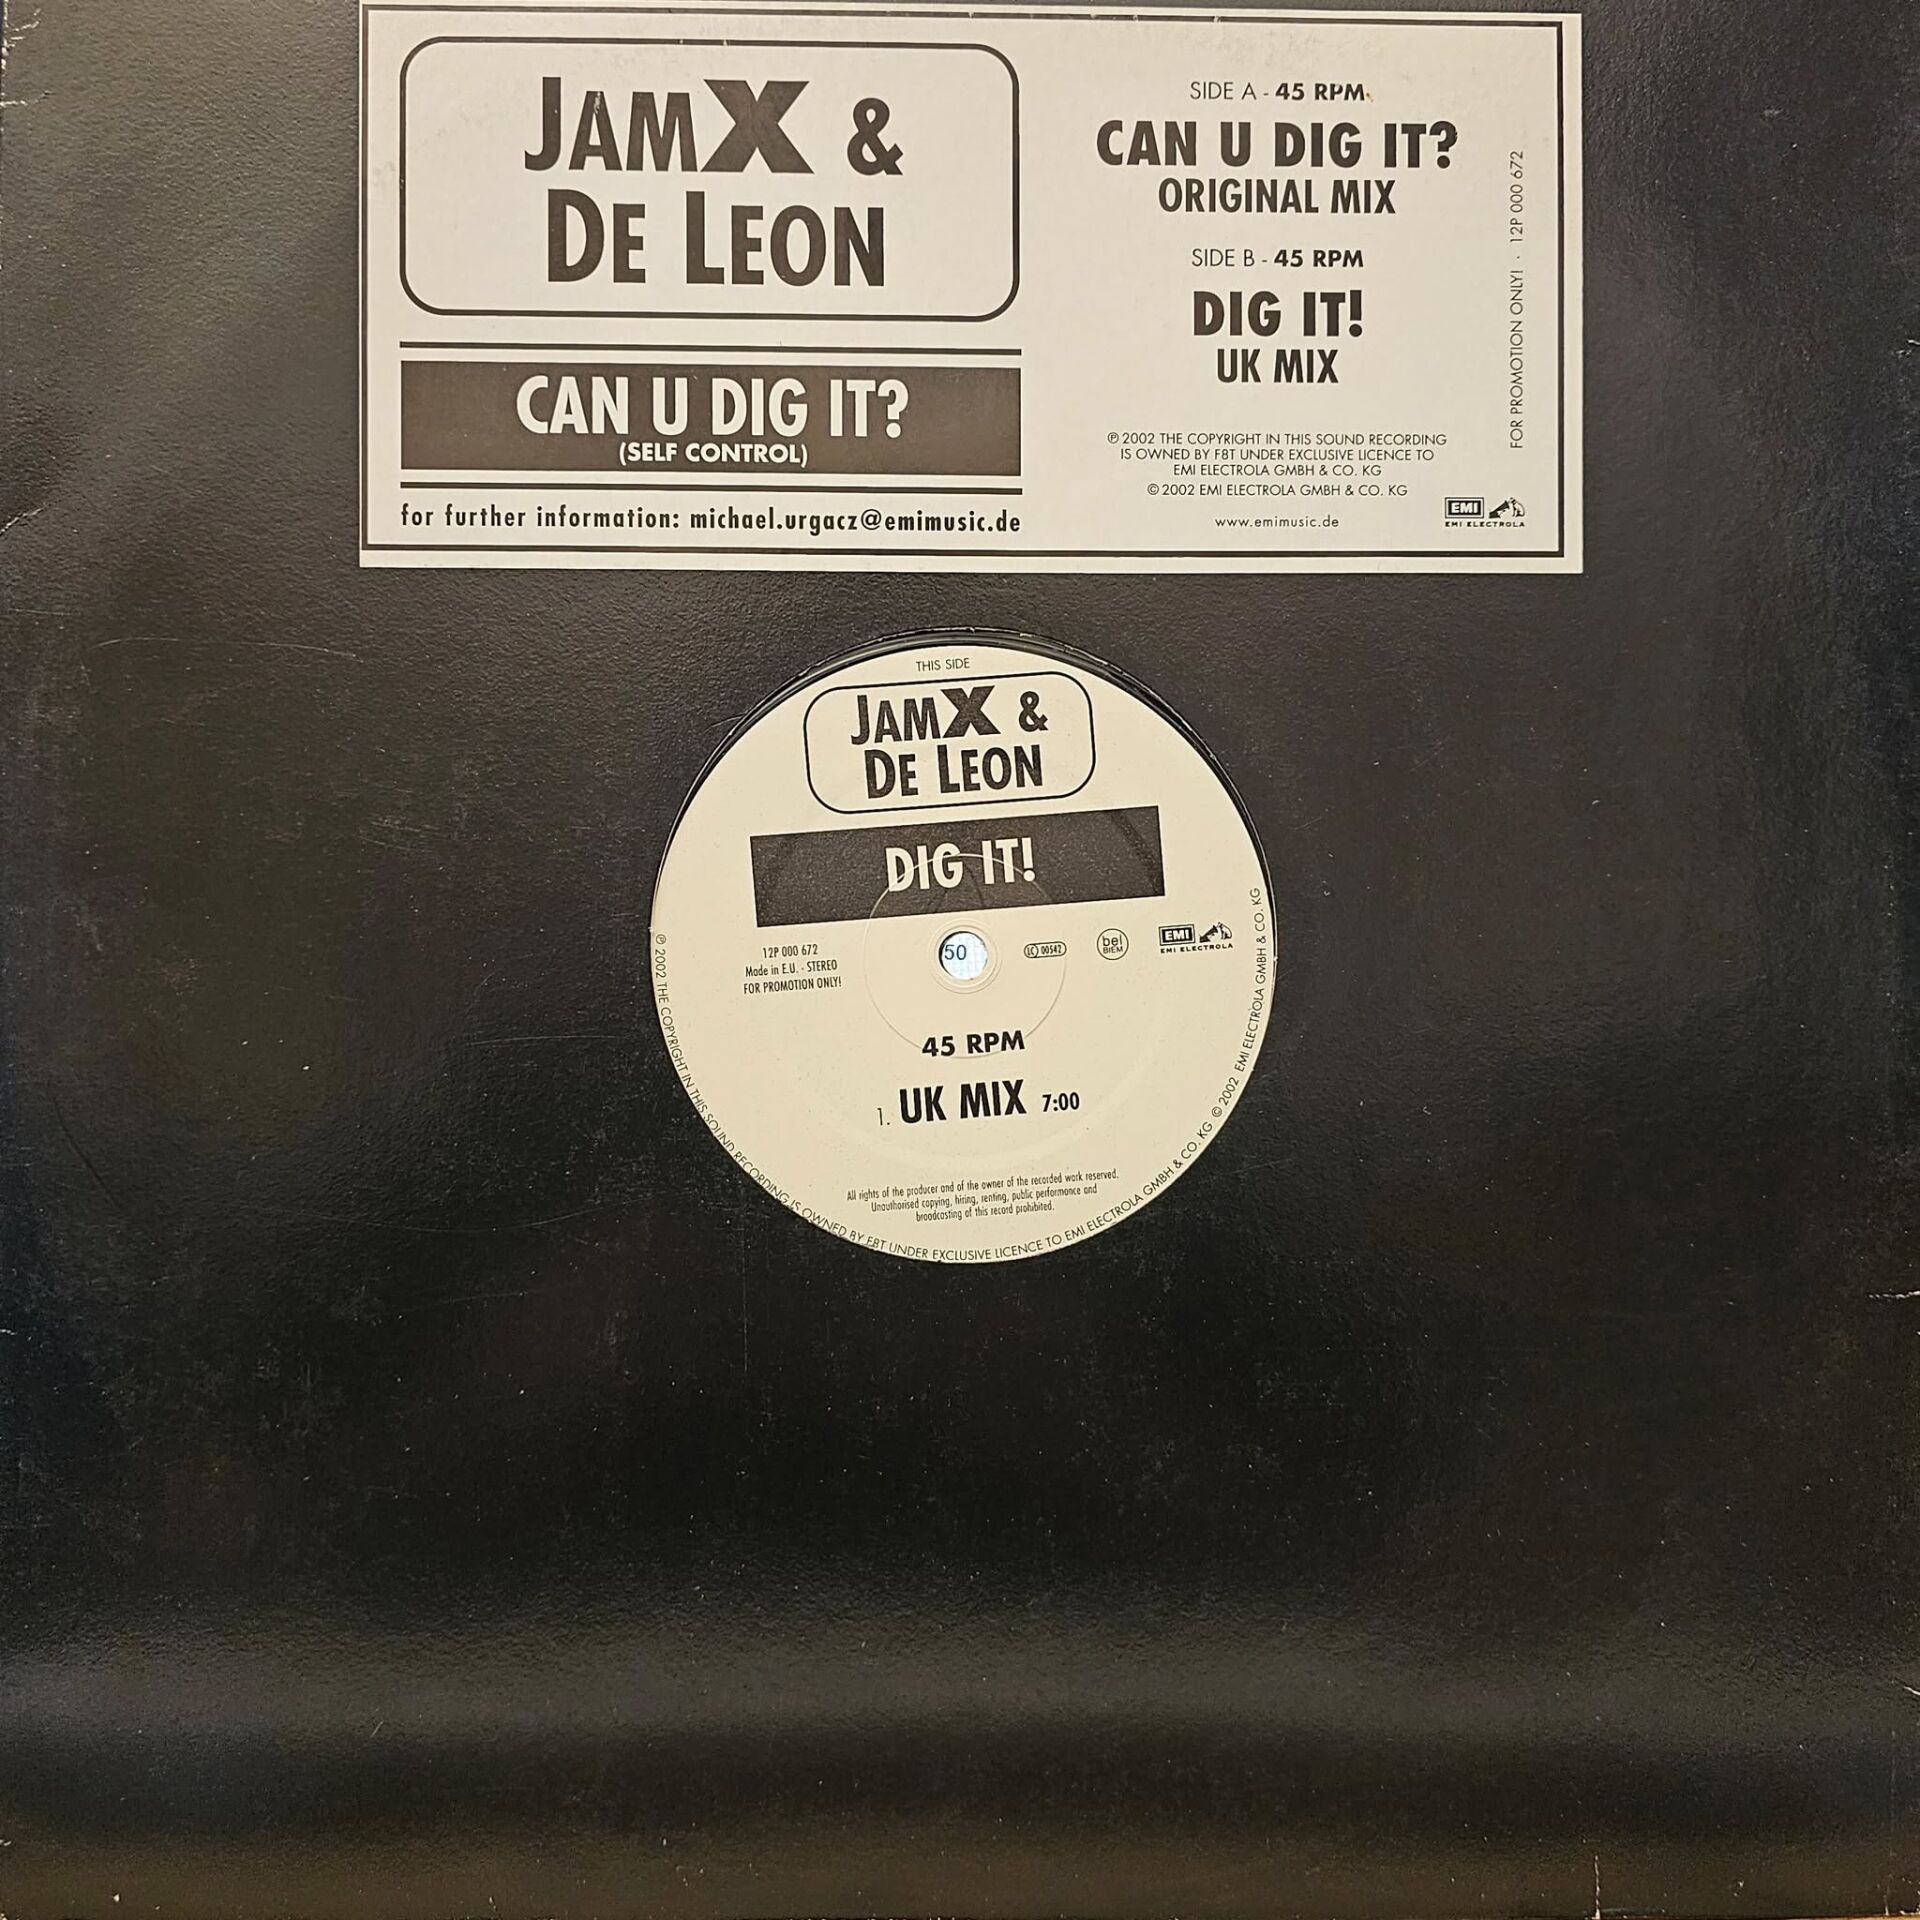 JAMX &
DE LEON
CAN U DIG IT?
(SELF CONTROL)
for further information: michael.urgacz@emimusic.de
SIDE A - 45 RPM
CAN U DIG IT?
ORIGINAL MIX
SIDE B - 45 RPM
DIG IT!
UK MIX
℗ 2002 THE COPYRIGHT IN THIS SOUND RECORDING
IS OWNED BY F8T UNDER EXCLUSIVE LICENCE TO
EMI ELECTROLA GMBH & CO. KG
© 2002 EMI ELECTROLA GMBH & CO. KG
www.emimusic.de
EMI
EMI ELECTROLA
FOR PROMOTION ONLY! · 12P 000 672
THIS SIDE
JAMX &
DE LEON
DIG IT!
12P 000 672
Made in E.U. - STEREO
FOR PROMOTION ONLY!
50
LC 00542
bel
BIEM
EMI
EMI ELECTROLA
45 RPM
1. UK MIX 7:00
All rights of the producer and of the owner of the recorded work reserved.
Unauthorised copying, hiring, renting, public performance and
broadcasting of this record prohibited.
℗ 2002 THE COPYRIGHT IN THIS SOUND RECORDING IS OWNED BY F8T UNDER EXCLUSIVE LICENCE TO EMI ELECTROLA GMBH & CO. KG © 2002 EMI ELECTROLA GMBH & CO. KG